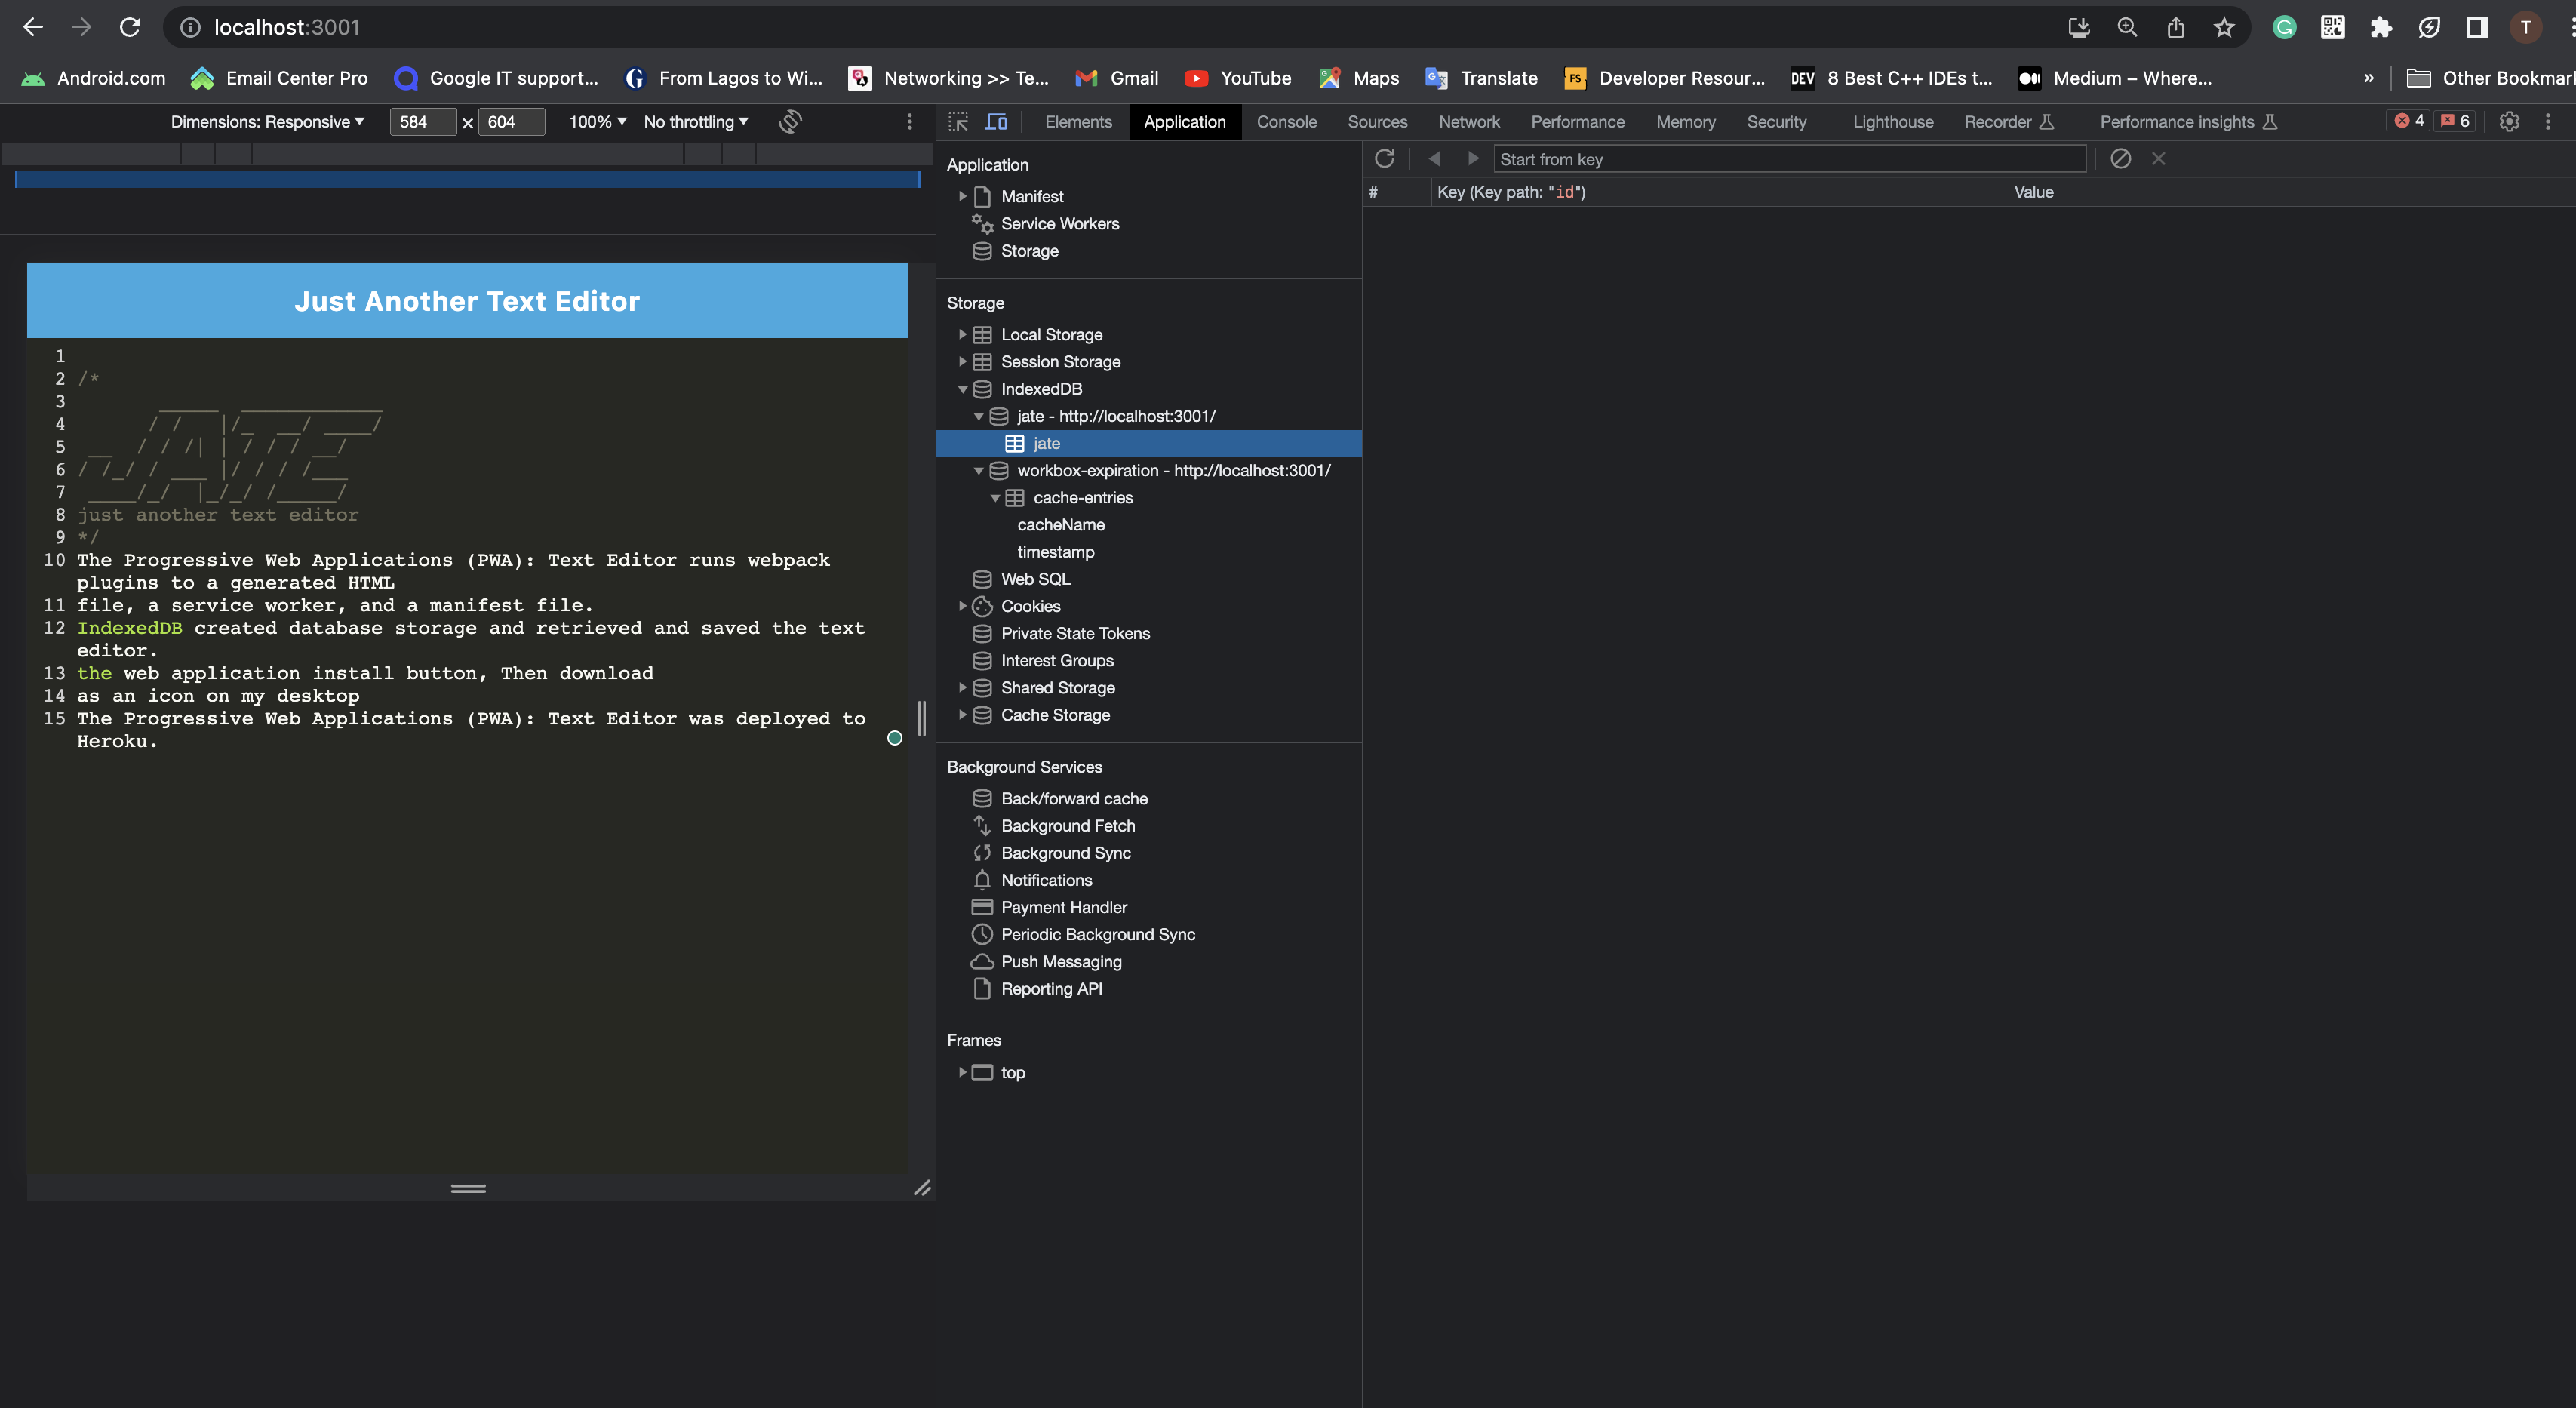 localhost:3001
T
Android.com
Email Center Pro
Google IT support...
From Lagos to Wi...
Networking >> Te...
Gmail
YouTube
Maps
Translate
FS Developer Resour...
DEV 8 Best C++ IDEs t...
Medium – Where...
»
Other Bookmark
Dimensions: Responsive
584 × 604
100%
No throttling
Elements
Application
Console
Sources
Network
Performance
Memory
Security
Lighthouse
Recorder
Performance insights
4
6
Just Another Text Editor
1
2 /*
3
4
5
6
7
8 just another text editor
9 */
10 The Progressive Web Applications (PWA): Text Editor runs webpack
plugins to a generated HTML
11 file, a service worker, and a manifest file.
12 IndexedDB created database storage and retrieved and saved the text
editor.
13 the web application install button, Then download
14 as an icon on my desktop
15 The Progressive Web Applications (PWA): Text Editor was deployed to
Heroku.
Application
Manifest
Service Workers
Storage
Storage
Local Storage
Session Storage
IndexedDB
jate - http://localhost:3001/
jate
workbox-expiration - http://localhost:3001/
cache-entries
cacheName
timestamp
Web SQL
Cookies
Private State Tokens
Interest Groups
Shared Storage
Cache Storage
Background Services
Back/forward cache
Background Fetch
Background Sync
Notifications
Payment Handler
Periodic Background Sync
Push Messaging
Reporting API
Frames
top
Start from key
#
Key (Key path: "id")
Value